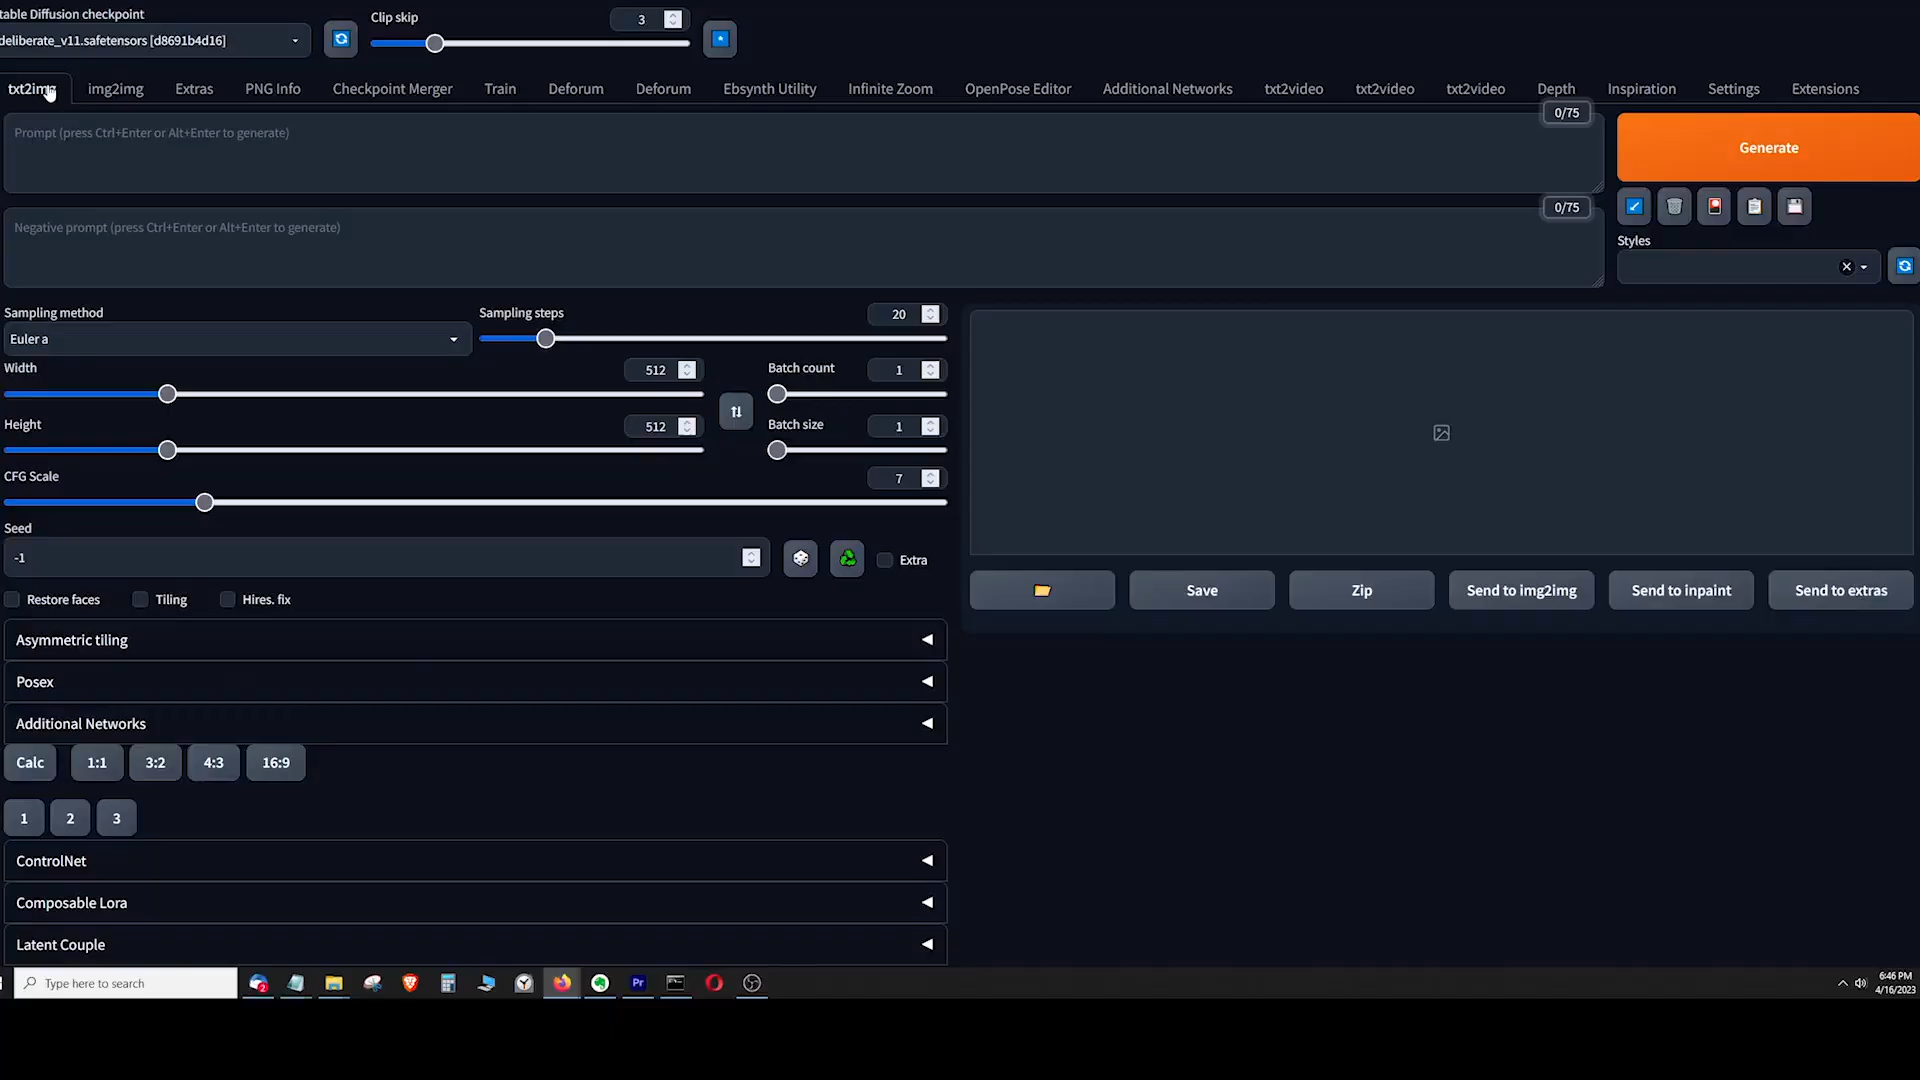 table Diffusion checkpoint
deliberate_v11.safetensors [d8691b4d16]
Clip skip
3
txt2img
img2img
Extras
PNG Info
Checkpoint Merger
Train
Deforum
Deforum
Ebsynth Utility
Infinite Zoom
OpenPose Editor
Additional Networks
txt2video
txt2video
txt2video
Depth
Inspiration
Settings
Extensions
Prompt (press Ctrl+Enter or Alt+Enter to generate)
0/75
Generate
Negative prompt (press Ctrl+Enter or Alt+Enter to generate)
0/75
Styles
Sampling method
Euler a
Sampling steps
20
Width
512
Batch count
1
Height
512
Batch size
1
CFG Scale
7
Seed
-1
Extra
Restore faces
Tiling
Hires. fix
Save
Zip
Send to img2img
Send to inpaint
Send to extras
Asymmetric tiling
Posex
Additional Networks
Calc
1:1
3:2
4:3
16:9
1
2
3
ControlNet
Composable Lora
Latent Couple
Type here to search
2
Pr
6:46 PM
4/16/2023